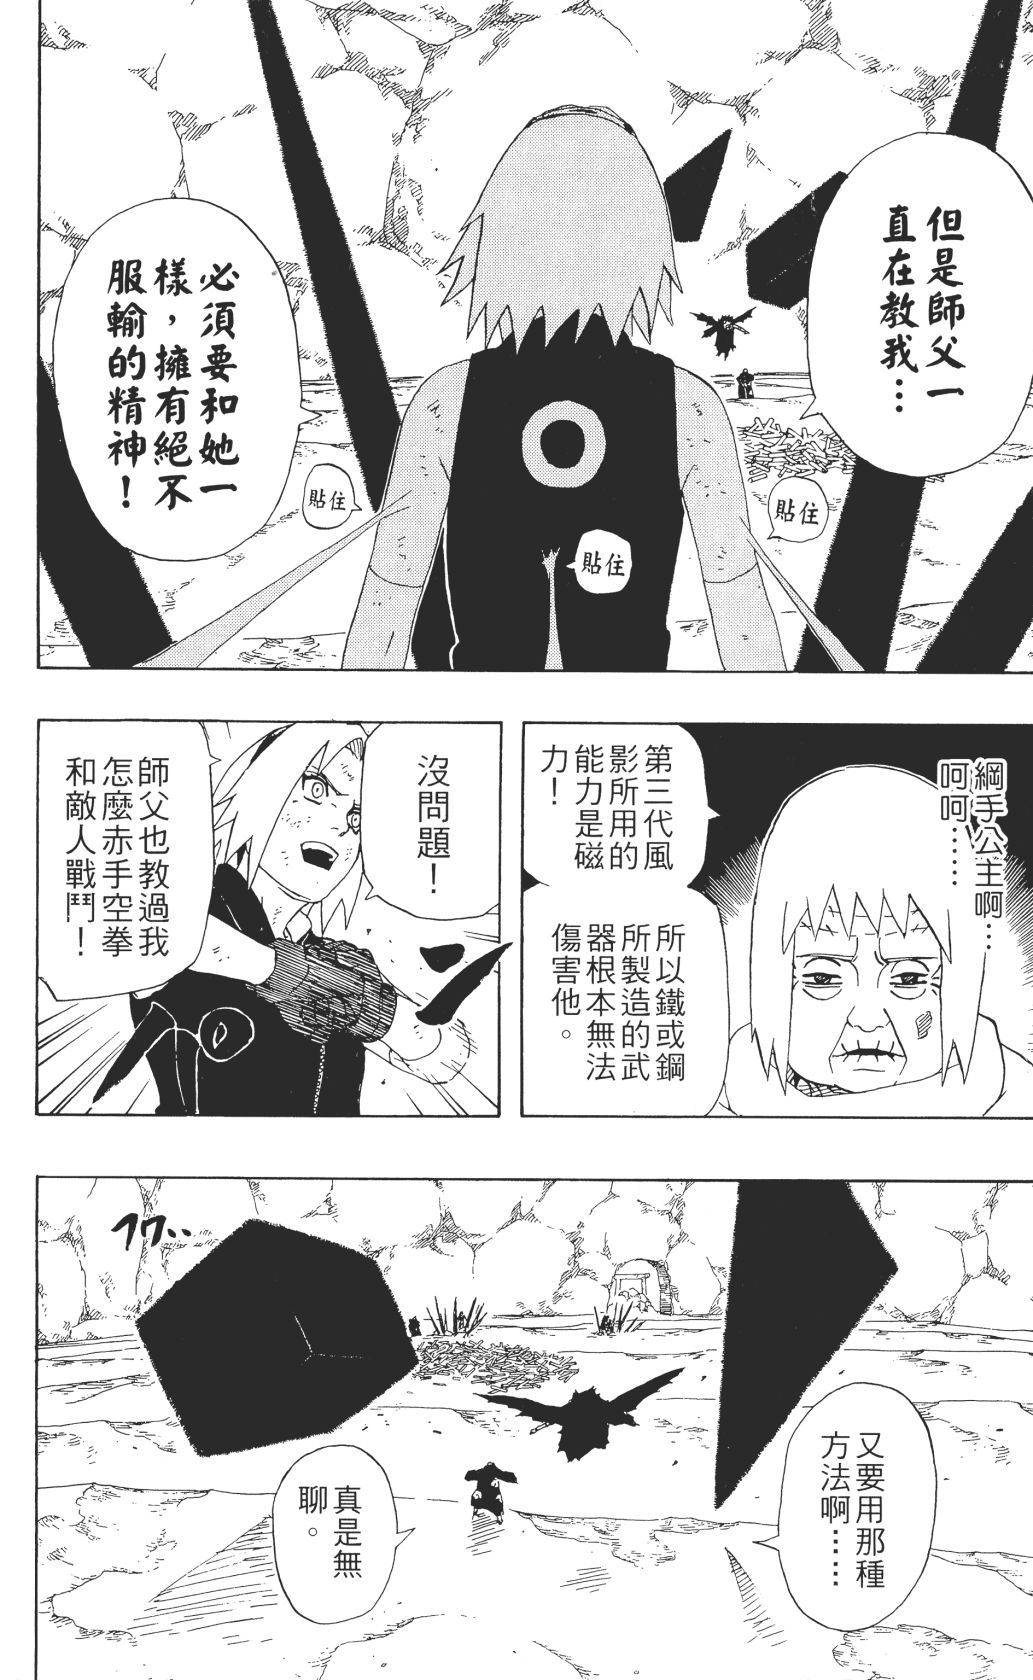 但是師父一
直在教我…
必須要和她一
樣，擁有絕不
服輸的精神！
貼住
貼住
貼住
綱手公主啊…
呵呵……
第三代風
影所用的
能力是磁
力！
所以鐵或鋼
所製造的武
器根本無法
傷害他。
沒問題！
師父也教過我
怎麼赤手空拳
和敵人戰鬥！
フワ‥
又要用那種
方法啊……
真是無
聊。